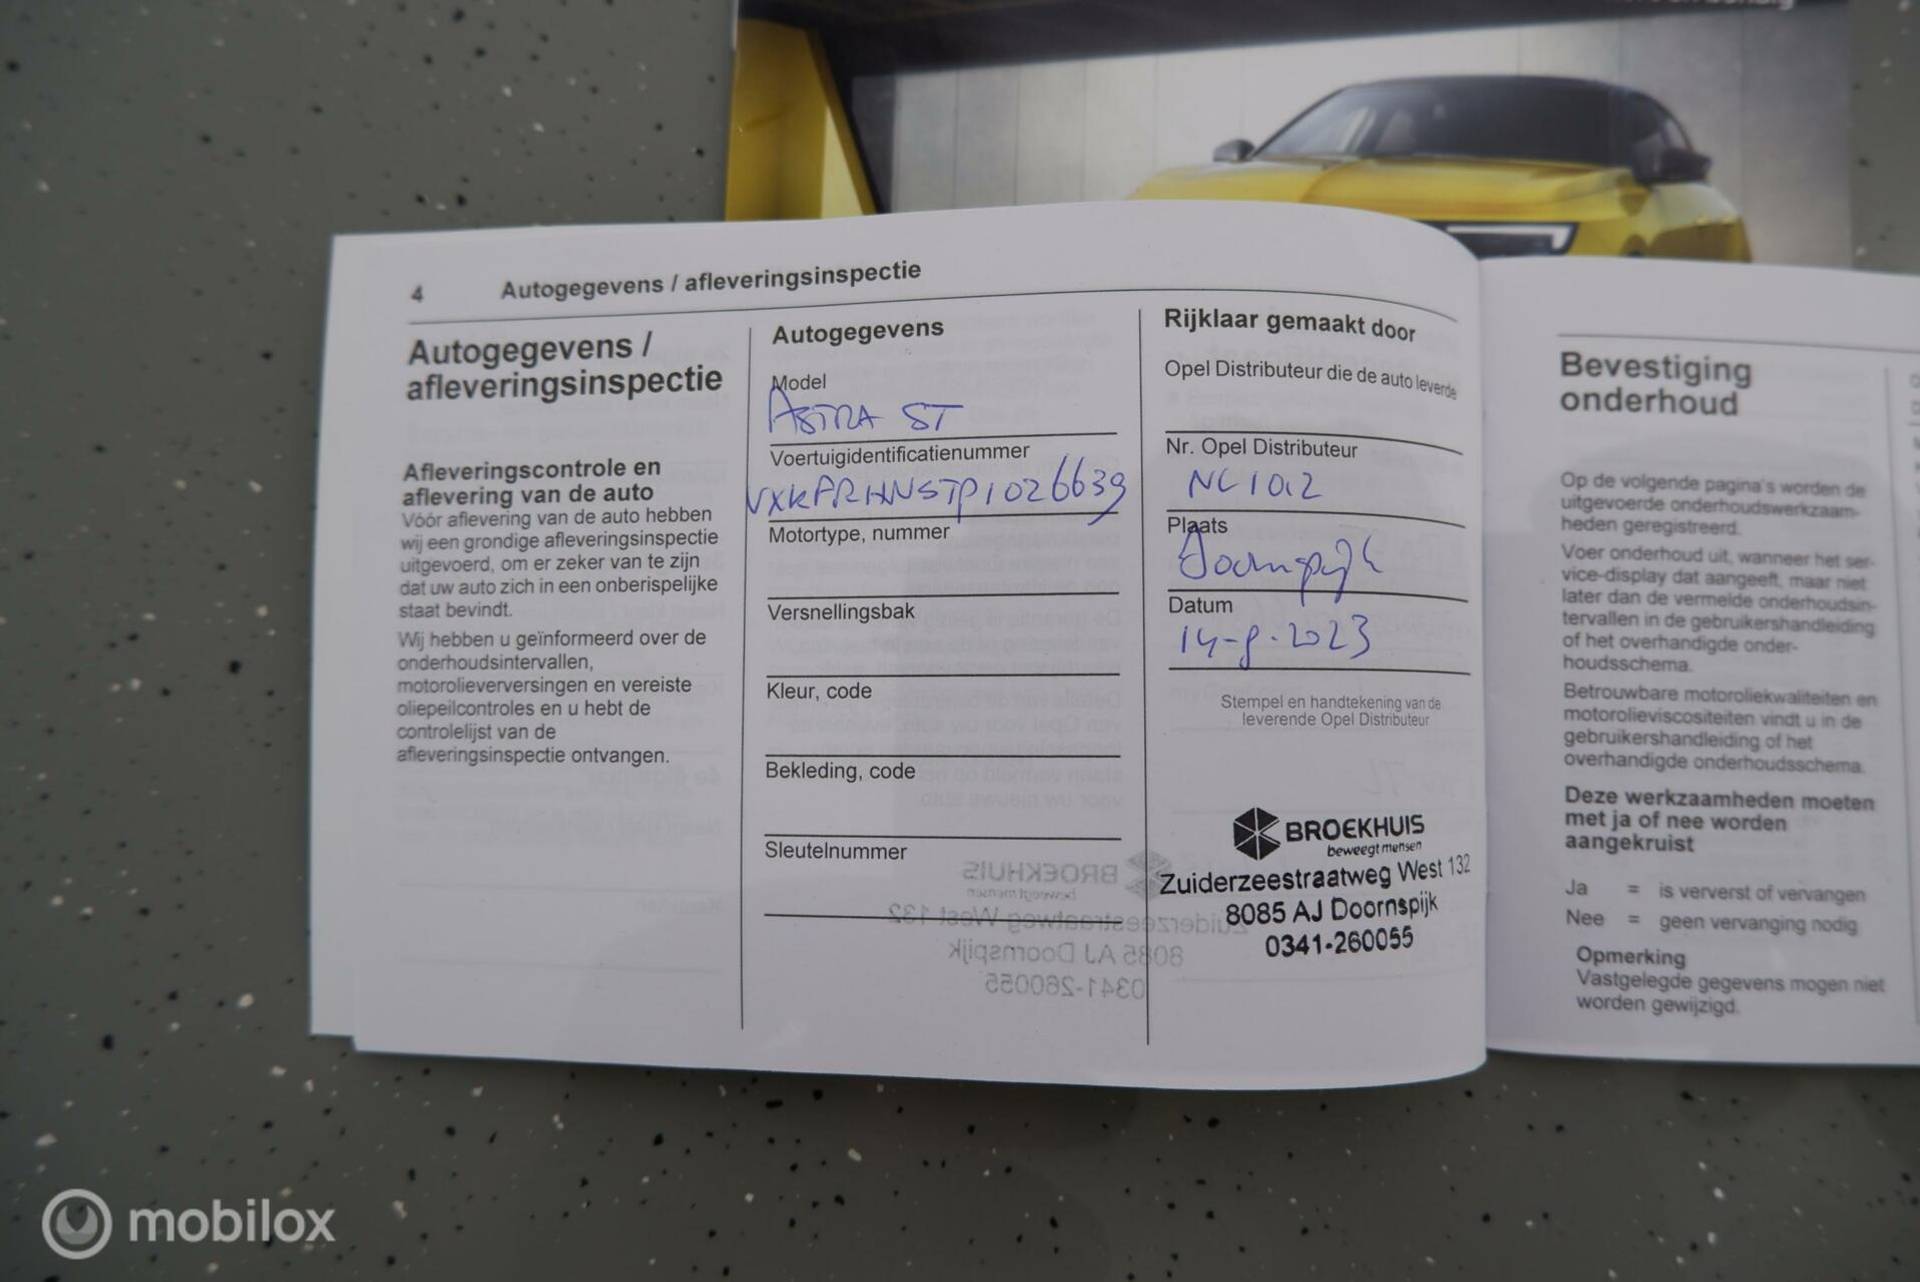 4
Autogegevens / afleveringsinspectie
Autogegevens /
afleveringsinspectie
Afleveringscontrole en
aflevering van de auto
Vóór aflevering van de auto hebben
wij een grondige afleveringsinspectie
uitgevoerd, om er zeker van te zijn
dat uw auto zich in een onberispelijke
staat bevindt.
Wij hebben u geïnformeerd over de
onderhoudsintervallen,
motorolieverversingen en vereiste
oliepeilcontroles en u hebt de
controlelijst van de
afleveringsinspectie ontvangen.
Autogegevens
Model
ASTRA ST
Voertuigidentificatienummer
Motortype, nummer
Versnellingsbak
Kleur, code
Bekleding, code
Sleutelnummer
Rijklaar gemaakt door
Opel Distributeur die de auto leverde
Nr. Opel Distributeur
Plaats
Doornspijk
Datum
Stempel en handtekening van de
leverende Opel Distributeur
BROEKHUIS
beweegt mensen
Zuiderzeestraatweg West 132
8085 AJ Doornspijk
0341-260055
Bevestiging
onderhoud
Op de volgende pagina's worden de
uitgevoerde onderhoudswerkzaam-
heden geregistreerd.
Voer onderhoud uit, wanneer het ser-
vice-display dat aangeeft, maar niet
later dan de vermelde onderhoudsin-
tervallen in de gebruikershandleiding
of het overhandigde onder-
houdsschema.
Betrouwbare motoroliekwaliteiten en
motorolieviscositeiten vindt u in de
gebruikershandleiding of het
overhandigde onderhoudsschema.
Deze werkzaamheden moeten
met ja of nee worden
aangekruist
Ja = is ververst of vervangen
Nee = geen vervanging nodig
Opmerking
Vastgelegde gegevens mogen niet
worden gewijzigd.
mobilox